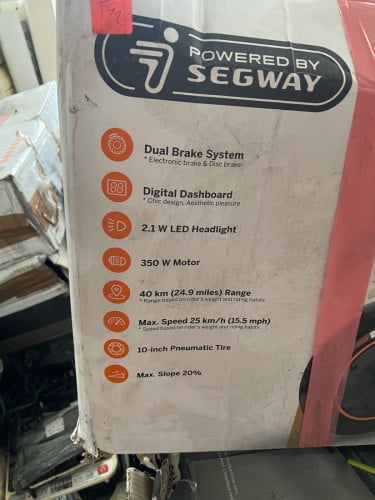 POWERED BY
SEGWAY
Dual Brake System
* Electronic brake & Disc brake
Digital Dashboard
* Chic design, Aesthetic pleasure
2.1 W LED Headlight
350 W Motor
40 km (24.9 miles) Range
* Range based on rider's weight and riding habits.
Max. Speed 25 km/h (15.5 mph)
* Speed based on rider's weight and riding habits.
10-inch Pneumatic Tire
Max. Slope 20%